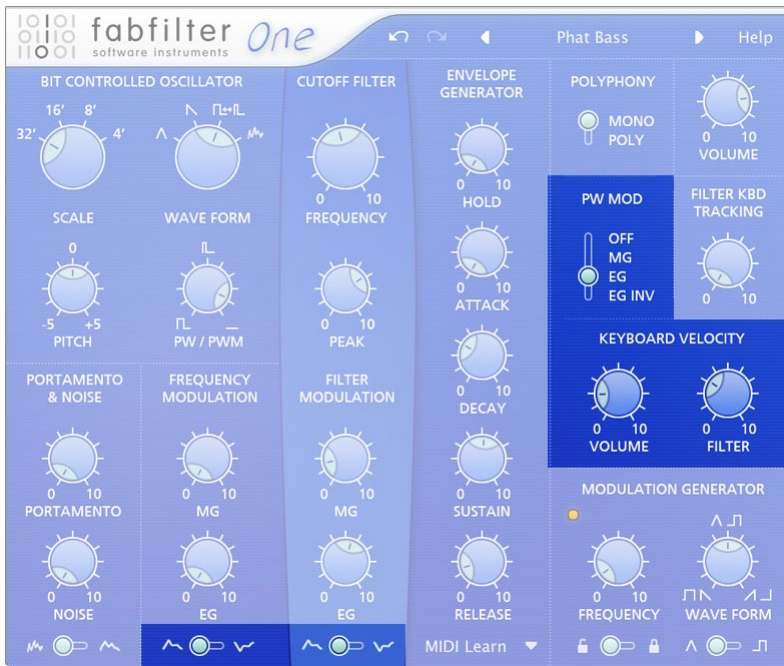 fabfilter One
software instruments
Phat Bass
Help
BIT CONTROLLED OSCILLATOR
16' 8'
32' 4'
SCALE
WAVE FORM
0
-5 +5
PITCH
PW / PWM
CUTOFF FILTER
0 10
FREQUENCY
0 10
PEAK
ENVELOPE
GENERATOR
0 10
HOLD
0 10
ATTACK
0 10
DECAY
0 10
SUSTAIN
0 10
RELEASE
POLYPHONY
MONO
POLY
0 10
VOLUME
PW MOD
OFF
MG
EG
EG INV
FILTER KBD
TRACKING
0 10
KEYBOARD VELOCITY
0 10
VOLUME
0 10
FILTER
PORTAMENTO
& NOISE
0 10
PORTAMENTO
0 10
NOISE
FREQUENCY
MODULATION
0 10
MG
0 10
EG
FILTER
MODULATION
0 10
MG
0 10
EG
MODULATION GENERATOR
0 10
FREQUENCY
WAVE FORM
MIDI Learn